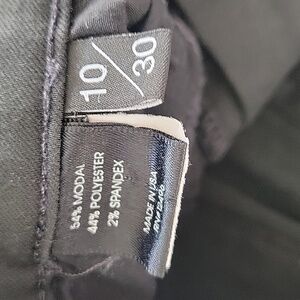 10/30
54% MODAL
44% POLYESTER
2% SPANDEX
MADE IN USA